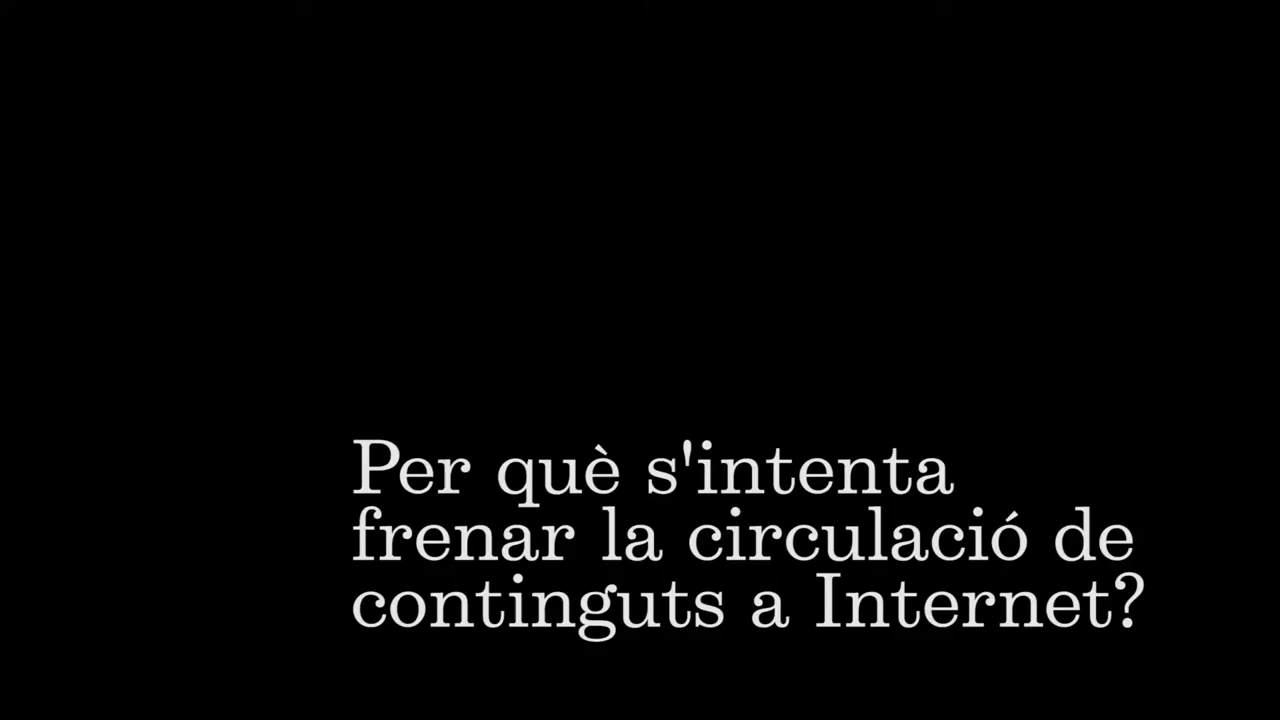 Per què s'intenta
frenar la circulació de
continguts a Internet?